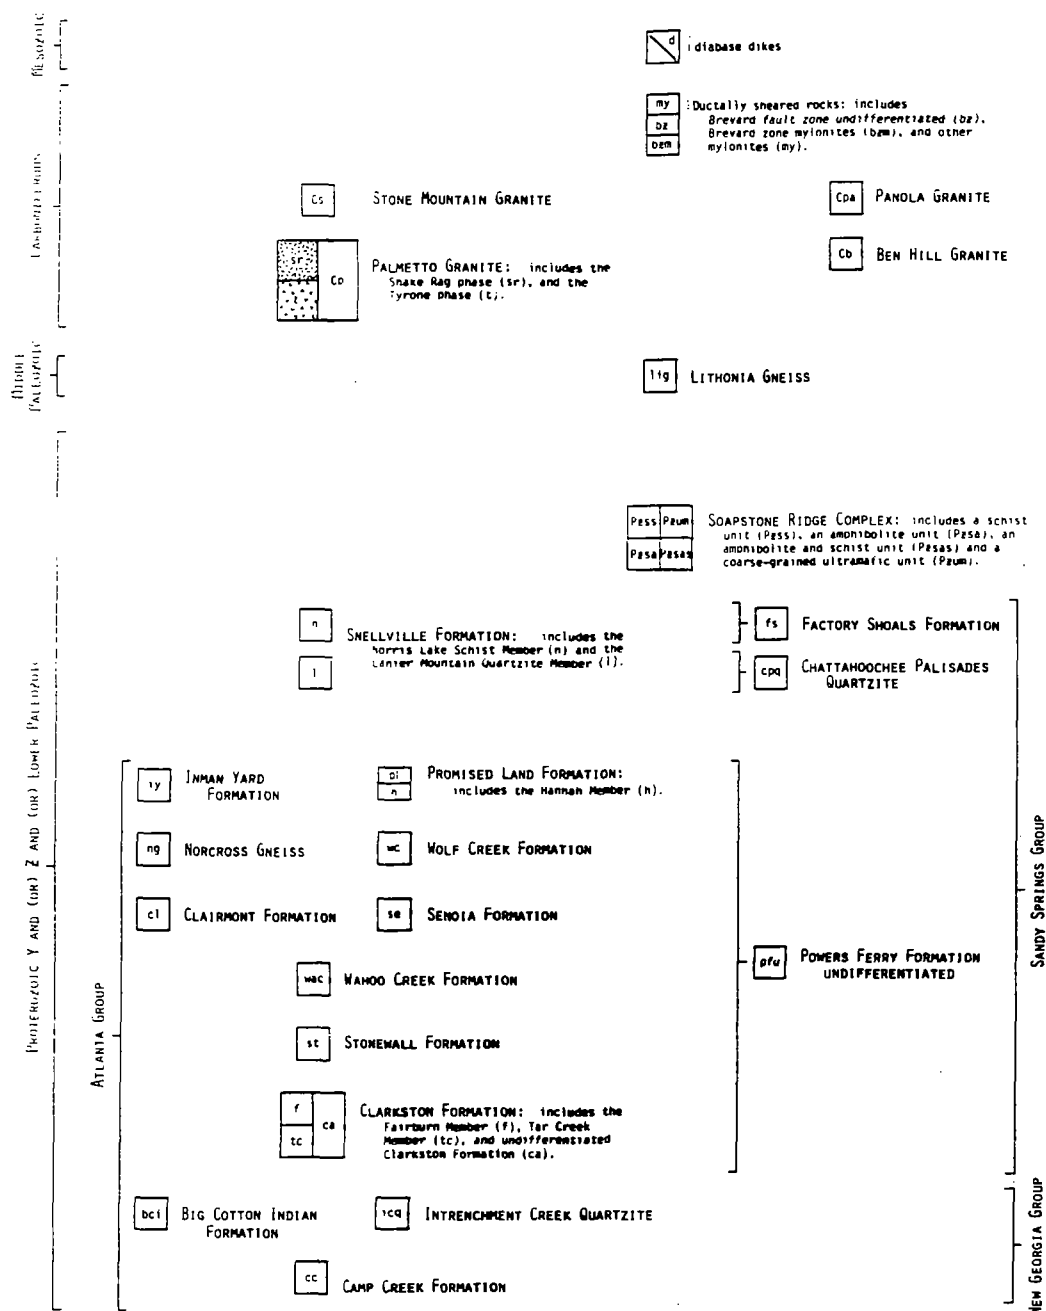 MESOZOIC
d
diabase dikes
my
bz
bzm
Ductally sheared rocks: includes
Brevard fault zone undifferentiated (bz),
Brevard zone mylonites (bzm), and other
mylonites (my).
CARBONIFEROUS
Cs
STONE MOUNTAIN GRANITE
Cpa
PANOLA GRANITE
sr
t
Cp
PALMETTO GRANITE: includes the
Snake Rag phase (sr), and the
Tyrone phase (t).
Cb
BEN HILL GRANITE
MIDDLE
PALEOZOIC
lig
LITHONIA GNEISS
PROTEROZOIC Y AND (OR) Z AND (OR) LOWER PALEOZOIC
Pzss
Pzum
Pzsa
Pzsas
SOAPSTONE RIDGE COMPLEX: includes a schist
unit (Pzss), an amphibolite unit (Pzsa), an
amphibolite and schist unit (Pzsas) and a
coarse-grained ultramafic unit (Pzum).
n
l
SNELLVILLE FORMATION: includes the
Norris Lake Schist Member (n) and the
Lanier Mountain Quartzite Member (l).
fs
FACTORY SHOALS FORMATION
cpq
CHATTAHOOCHEE PALISADES
QUARTZITE
iy
INMAN YARD
FORMATION
pl
h
PROMISED LAND FORMATION:
includes the Hannah Member (h).
ng
NORCROSS GNEISS
wc
WOLF CREEK FORMATION
cl
CLAIRMONT FORMATION
se
SENOIA FORMATION
wac
WAHOO CREEK FORMATION
pfu
POWERS FERRY FORMATION
UNDIFFERENTIATED
SANDY SPRINGS GROUP
ATLANTA GROUP
st
STONEWALL FORMATION
f
tc
ca
CLARKSTON FORMATION: includes the
Fairburn Member (f), Tar Creek
Member (tc), and undifferentiated
Clarkston Formation (ca).
bci
BIG COTTON INDIAN
FORMATION
icq
INTRENCHMENT CREEK QUARTZITE
NEW GEORGIA GROUP
cc
CAMP CREEK FORMATION